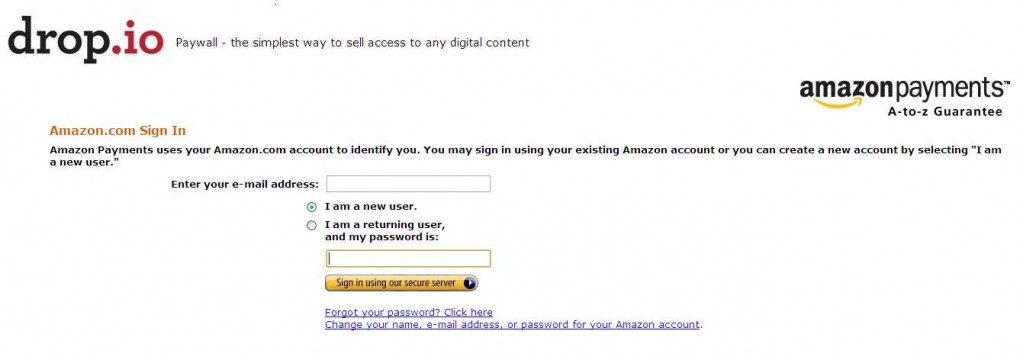 drop.io Paywall - the simplest way to sell access to any digital content
amazonpayments™
A-to-z Guarantee
Amazon.com Sign In
Amazon Payments uses your Amazon.com account to identify you. You may sign in using your existing Amazon account or you can create a new account by selecting "I am
a new user."
Enter your e-mail address:
I am a new user.
I am a returning user,
and my password is:
Sign in using our secure server
Forgot your password? Click here
Change your name, e-mail address, or password for your Amazon account.